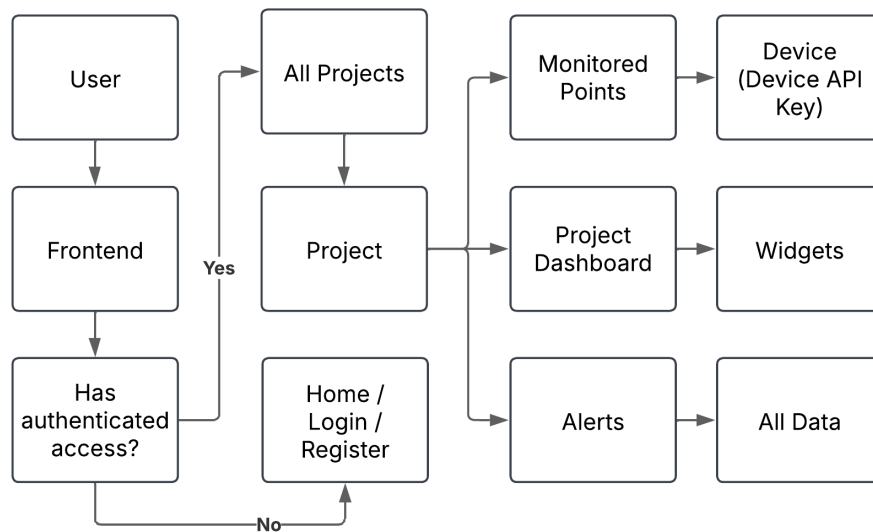 User
Frontend
Has
authenticated
access?
Yes
No
All Projects
Project
Home /
Login /
Register
Monitored
Points
Device
(Device API
Key)
Project
Dashboard
Widgets
Alerts
All Data